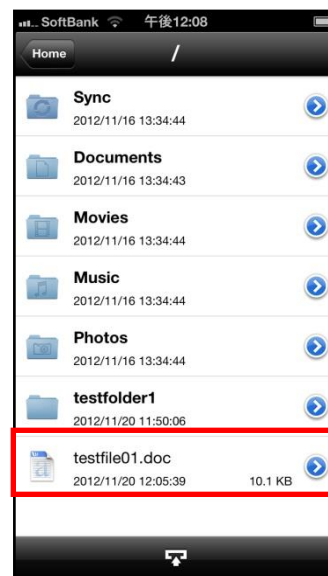 SoftBank 午後12:08
Home /
Sync
2012/11/16 13:34:44
Documents
2012/11/16 13:34:43
Movies
2012/11/16 13:34:44
Music
2012/11/16 13:34:44
Photos
2012/11/16 13:34:44
testfolder1
2012/11/20 11:50:06
testfile01.doc
2012/11/20 12:05:39 10.1 KB